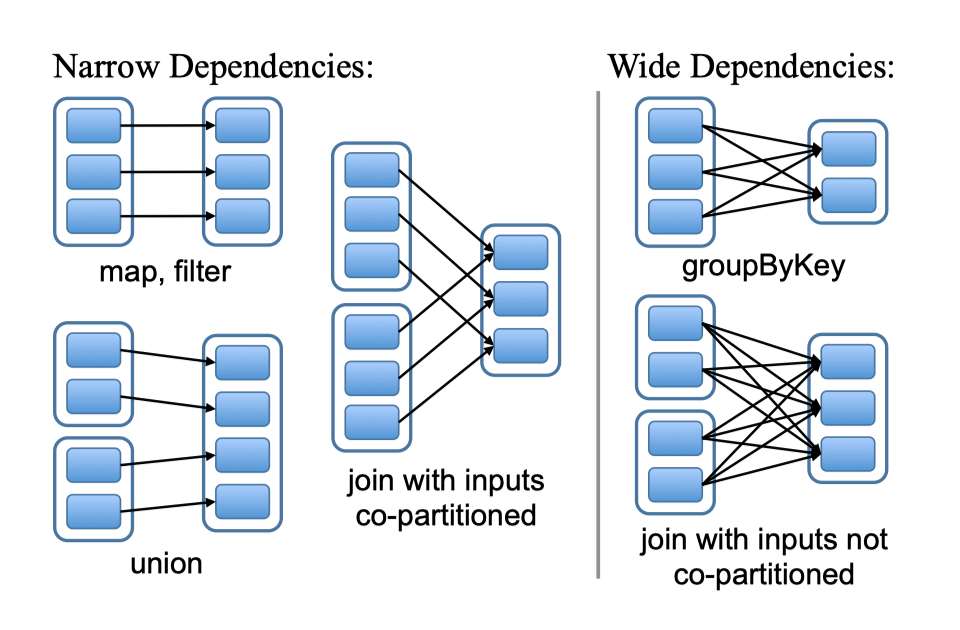 Narrow Dependencies:
map, filter
union
join with inputs
co-partitioned
Wide Dependencies:
groupByKey
join with inputs not
co-partitioned